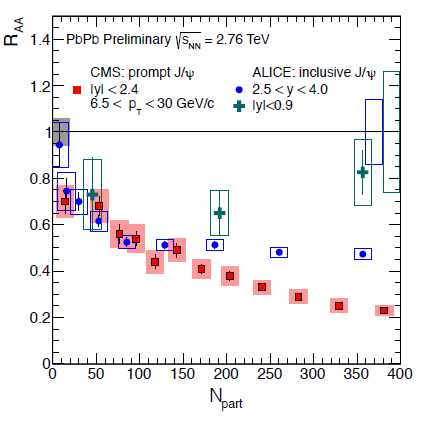 R_AA
PbPb Preliminary √s_NN = 2.76 TeV
CMS: prompt J/ψ
|y| < 2.4
6.5 < p_T < 30 GeV/c
ALICE: inclusive J/ψ
2.5 < y < 4.0
|y|<0.9
1.4
1.2
1
0.8
0.6
0.4
0.2
0
0 50 100 150 200 250 300 350 400
N_part